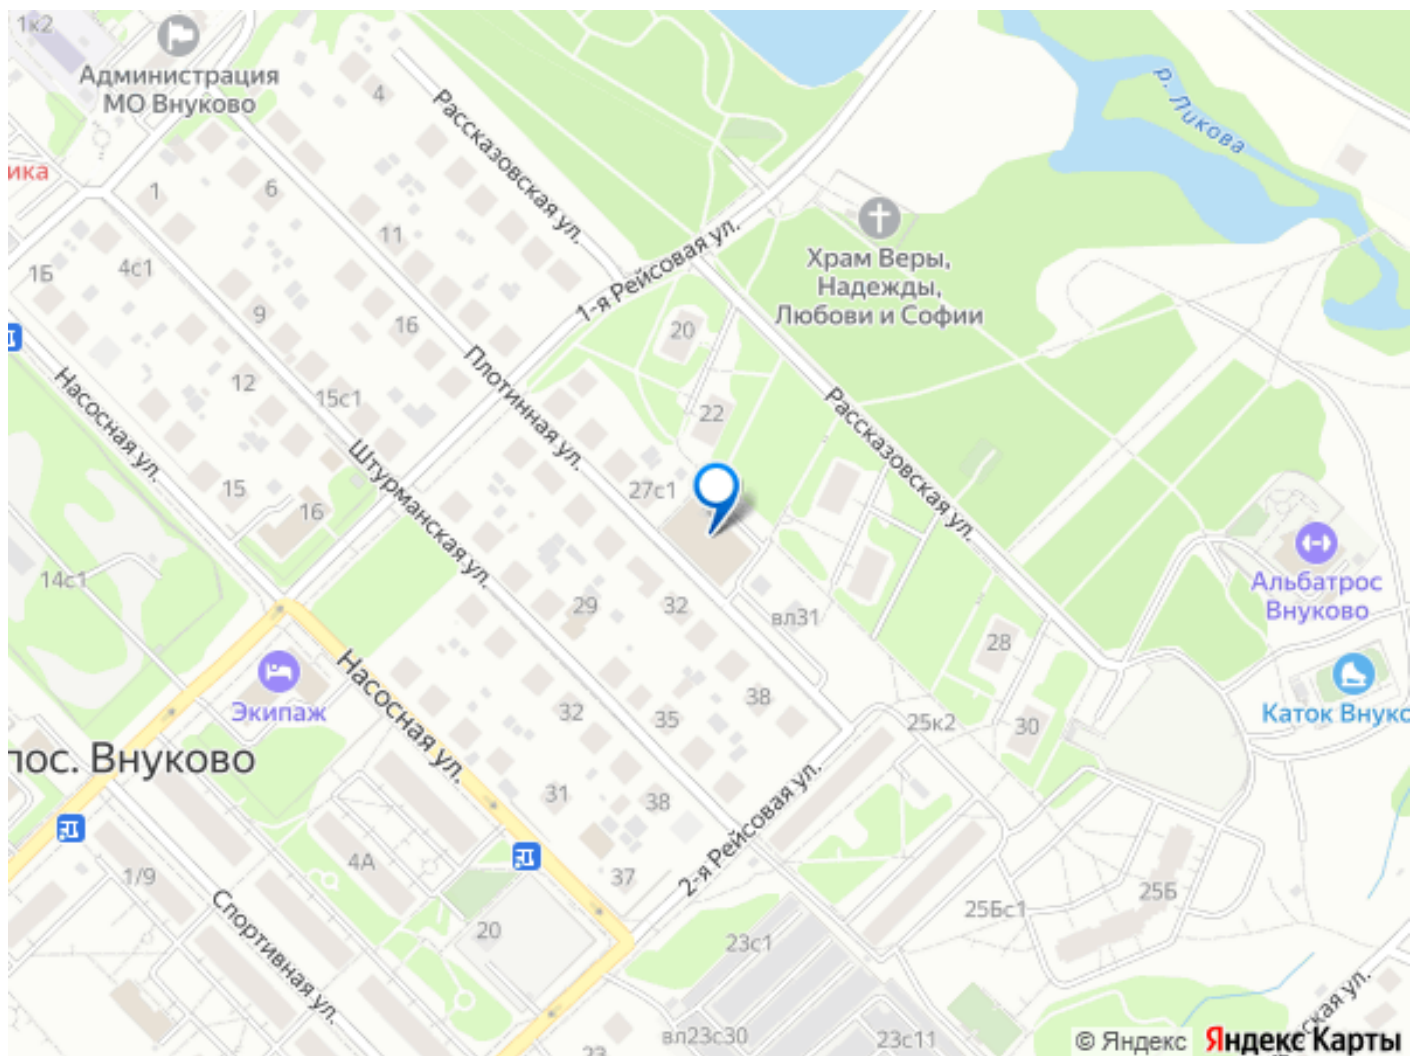 1к2
Администрация
МО Внуково
4
Рассказовская ул.
р. Ликова
ика
1
6
11
1-я Рейсовая ул.
Храм Веры,
Надежды,
Любови и Софии
1Б
4с1
9
16
20
Плотинная ул.
Насосная ул.
12
15с1
22
Рассказовская ул.
Штурманская ул.
15
16
27с1
14с1
29
32
вл31
Альбатрос
Внуково
28
Насосная ул.
Экипаж
32
35
38
25к2
30
Каток Внуко
пос. Внуково
31
38
2-я Рейсовая ул.
4А
1/9
37
25Б
25Бс1
Спортивная ул.
20
23с1
23
вл23с30
23с11
ская ул.
© Яндекс
Яндекс Карты